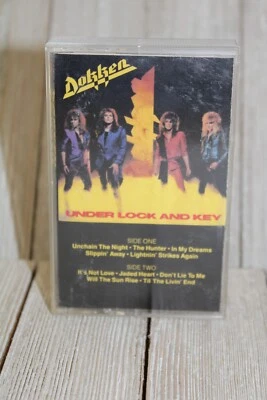 Dokken
UNDER LOCK AND KEY
SIDE ONE
Unchain The Night • The Hunter • In My Dreams
Slippin' Away • Lightnin' Strikes Again
SIDE TWO
It's Not Love • Jaded Heart • Don't Lie To Me
Will The Sun Rise • Till The Livin' End